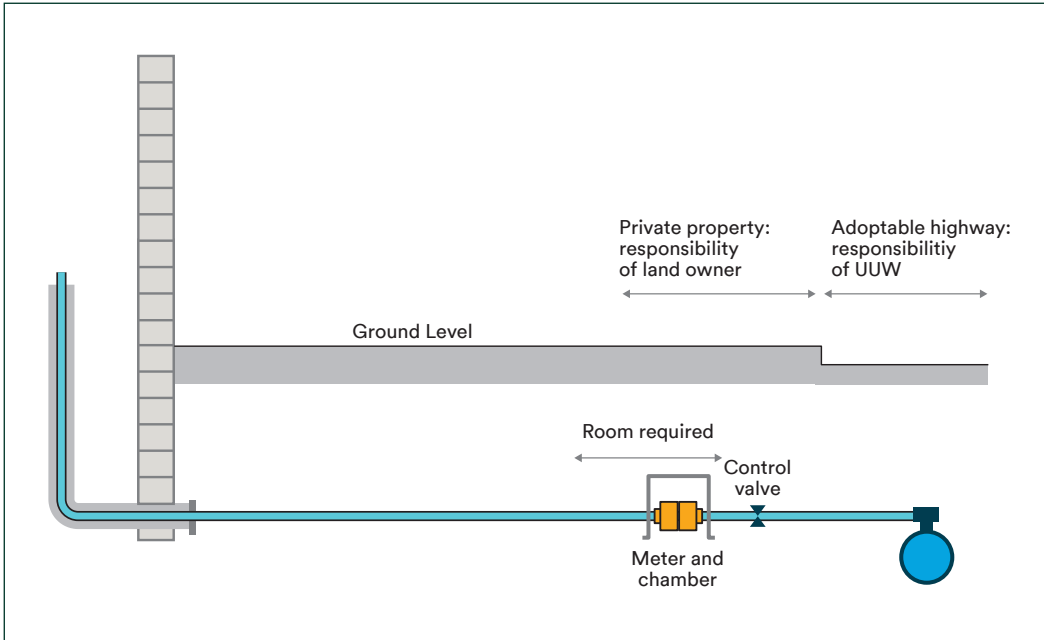 Private property:
responsibility
of land owner
Adoptable highway:
responsibilitiy
of UUW
Ground Level
Room required
Control
valve
Meter and
chamber